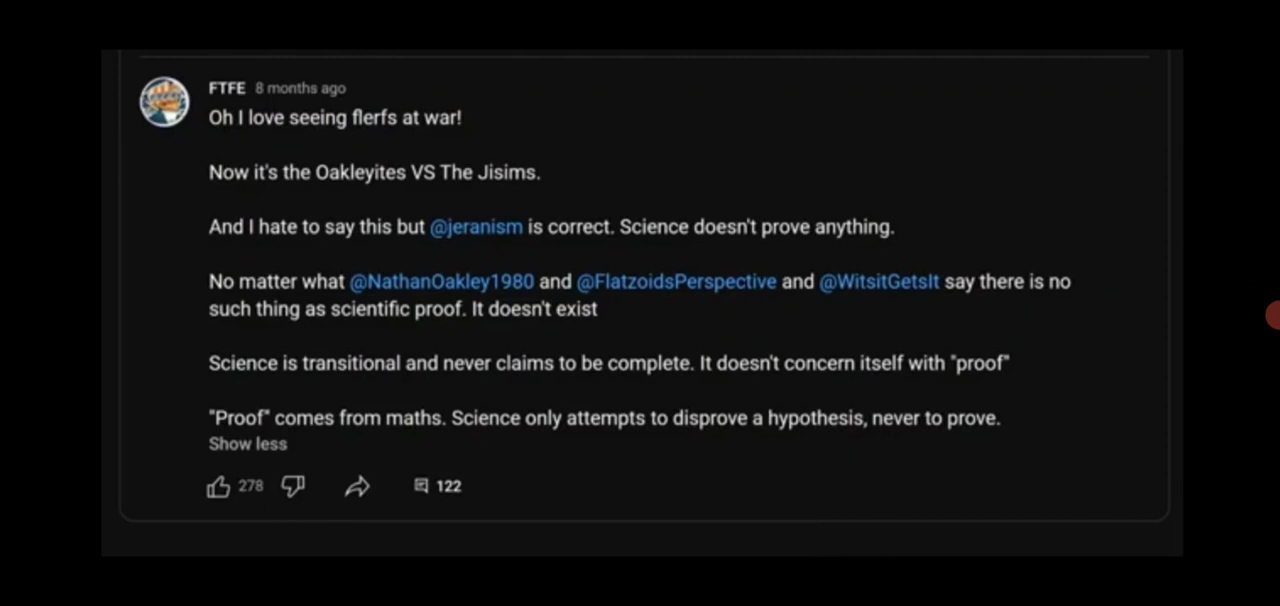 FTFE 8 months ago
Oh I love seeing flerfs at war!
Now it's the Oakleyites VS The Jisims.
And I hate to say this but @jeranism is correct. Science doesn't prove anything.
No matter what @NathanOakley1980 and @FlatzoidsPerspective and @WitsitGetsIt say there is no
such thing as scientific proof. It doesn't exist
Science is transitional and never claims to be complete. It doesn't concern itself with "proof"
"Proof" comes from maths. Science only attempts to disprove a hypothesis, never to prove.
Show less
278 122